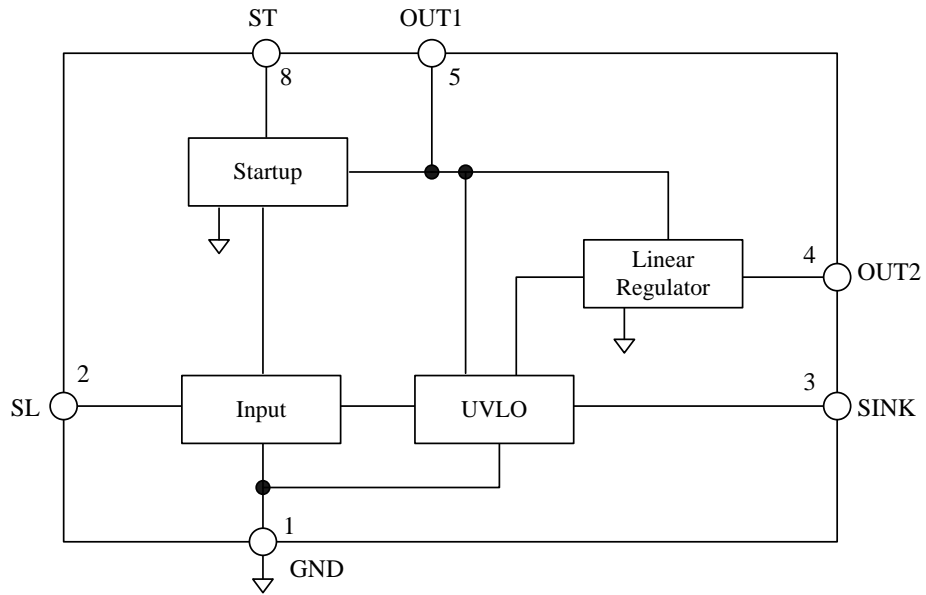 ST
OUT1
8
5
Startup
Linear
Regulator
4
OUT2
2
SL
Input
UVLO
3
SINK
1
GND